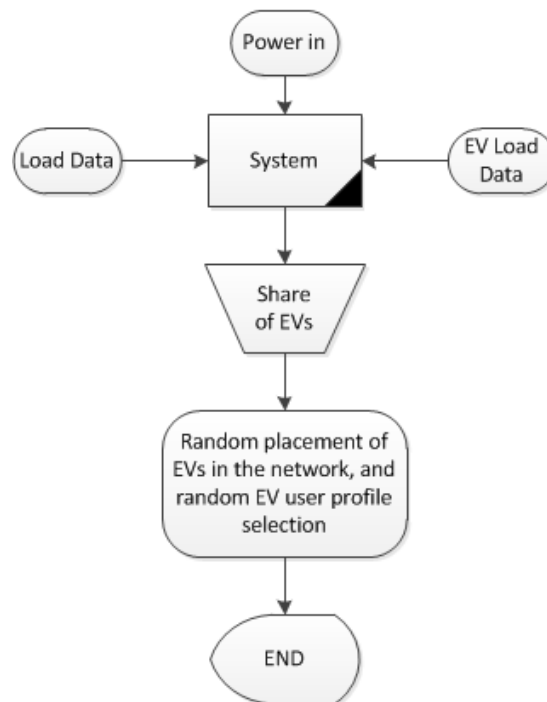 Power in
Load Data
System
EV Load
Data
Share
of EVs
Random placement of
EVs in the network, and
random EV user profile
selection
END